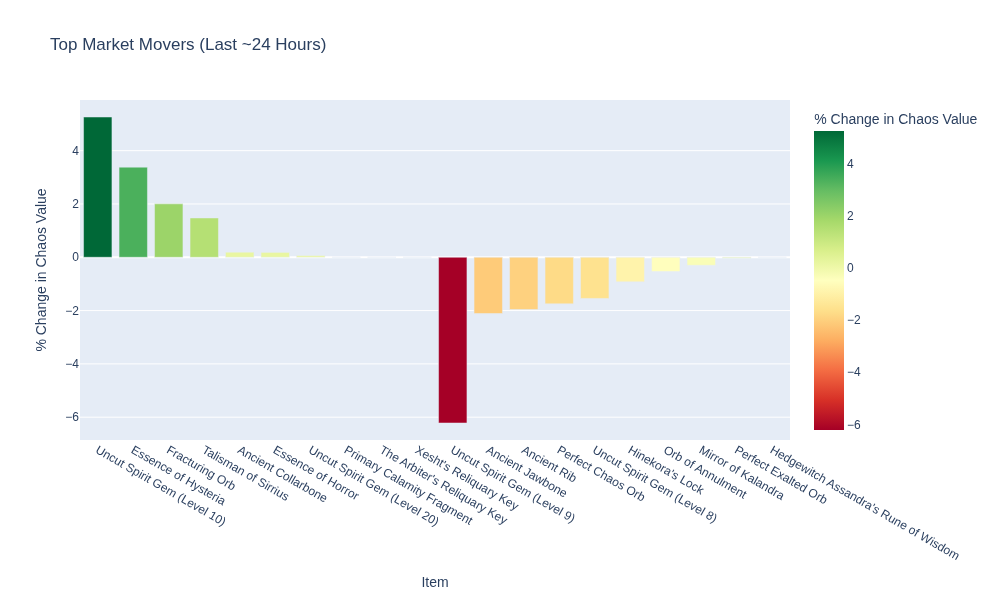 Top Market Movers (Last ~24 Hours)
% Change in Chaos Value
4
2
0
−2
−4
−6
% Change in Chaos Value
4
2
0
−2
−4
−6
Uncut Spirit Gem (Level 10)
Essence of Hysteria
Fracturing Orb
Talisman of Sirrius
Ancient Collarbone
Essence of Horror
Uncut Spirit Gem (Level 20)
Primary Calamity Fragment
The Arbiter's Reliquary Key
Xesht's Reliquary Key
Uncut Spirit Gem (Level 9)
Ancient Jawbone
Ancient Rib
Perfect Chaos Orb
Uncut Spirit Gem (Level 8)
Hinekora's Lock
Orb of Annulment
Mirror of Kalandra
Perfect Exalted Orb
Hedgewitch Assandra's Rune of Wisdom
Item